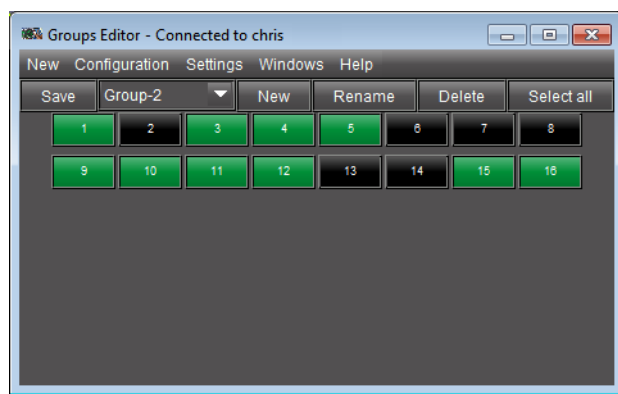 Groups Editor - Connected to chris
New Configuration Settings Windows Help
Save Group-2 New Rename Delete Select all
1 2 3 4 5 6 7 8
9 10 11 12 13 14 15 16